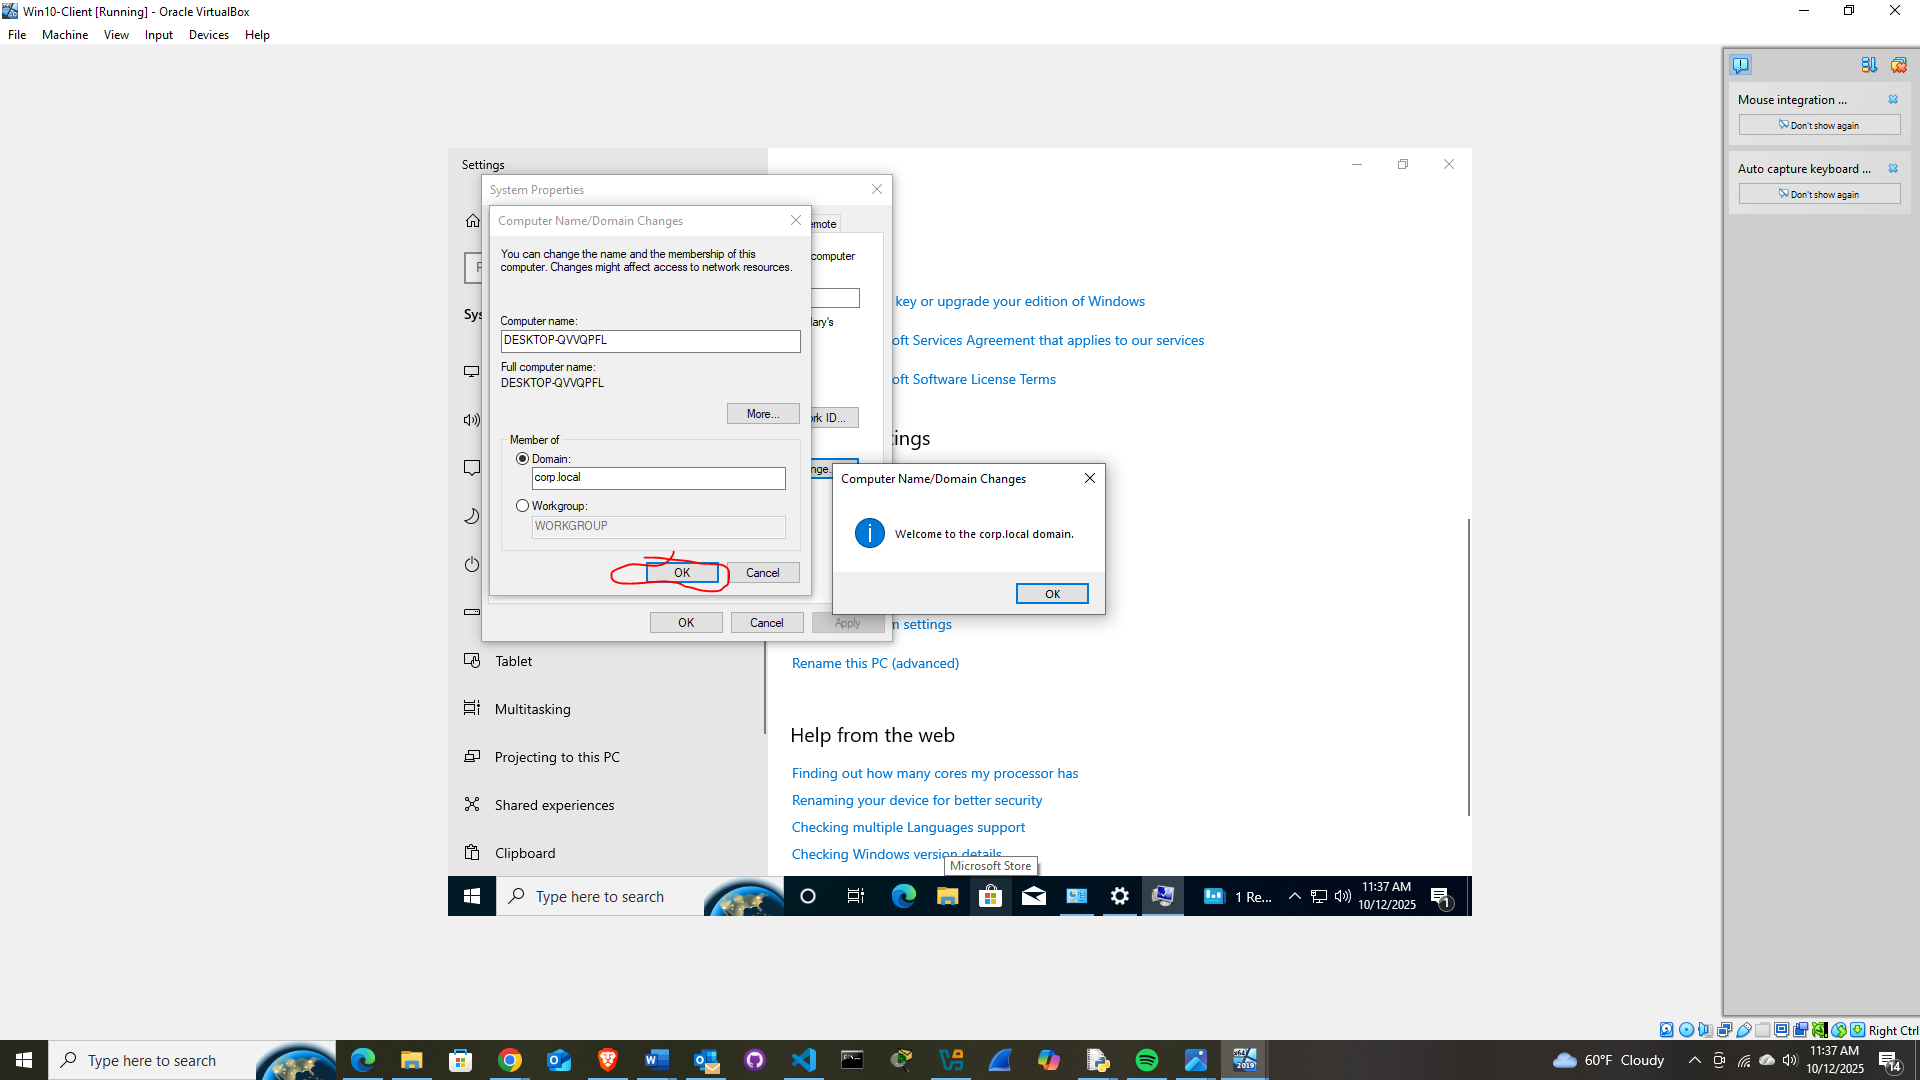 Win10-Client [Running] - Oracle VirtualBox
File Machine View Input Devices Help
Mouse integration ...
Don't show again
Auto capture keyboard ...
Don't show again
Settings
System Properties
Computer Name/Domain Changes
emote
You can change the name and the membership of this
computer. Changes might affect access to network resources.
computer
key or upgrade your edition of Windows
Sys
Computer name:
lary's
DESKTOP-QVVQPFL
oft Services Agreement that applies to our services
Full computer name:
DESKTOP-QVVQPFL
oft Software License Terms
More...
ork ID...
Member of
tings
Domain:
corp.local
nge.
Workgroup:
WORKGROUP
Computer Name/Domain Changes
Welcome to the corp.local domain.
OK
OK Cancel
OK Cancel Apply
m settings
Rename this PC (advanced)
Tablet
Multitasking
Projecting to this PC
Shared experiences
Clipboard
Help from the web
Finding out how many cores my processor has
Renaming your device for better security
Checking multiple Languages support
Checking Windows version details
Microsoft Store
Type here to search
1 Re...
11:37 AM
10/12/2025
1
Right Ctrl
Type here to search
x64
2019
60°F Cloudy
11:37 AM
10/12/2025
14